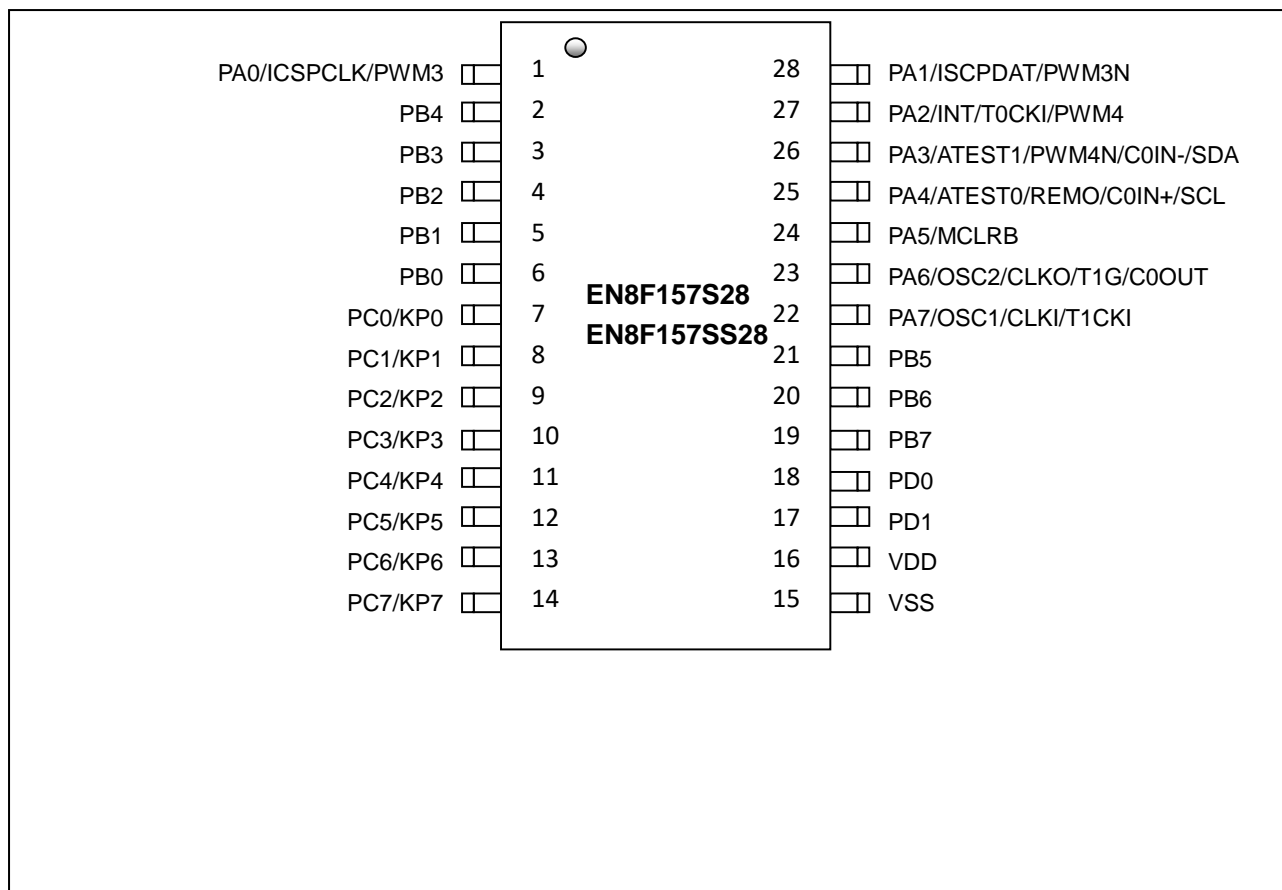 PA0/ICSPCLK/PWM3 1 28 PA1/ISCPDAT/PWM3N
PB4 2 27 PA2/INT/T0CKI/PWM4
PB3 3 26 PA3/ATEST1/PWM4N/C0IN-/SDA
PB2 4 25 PA4/ATEST0/REMO/C0IN+/SCL
PB1 5 24 PA5/MCLRB
PB0 6 23 PA6/OSC2/CLKO/T1G/C0OUT
EN8F157S28
PC0/KP0 7 22 PA7/OSC1/CLKI/T1CKI
EN8F157SS28
PC1/KP1 8 21 PB5
PC2/KP2 9 20 PB6
PC3/KP3 10 19 PB7
PC4/KP4 11 18 PD0
PC5/KP5 12 17 PD1
PC6/KP6 13 16 VDD
PC7/KP7 14 15 VSS